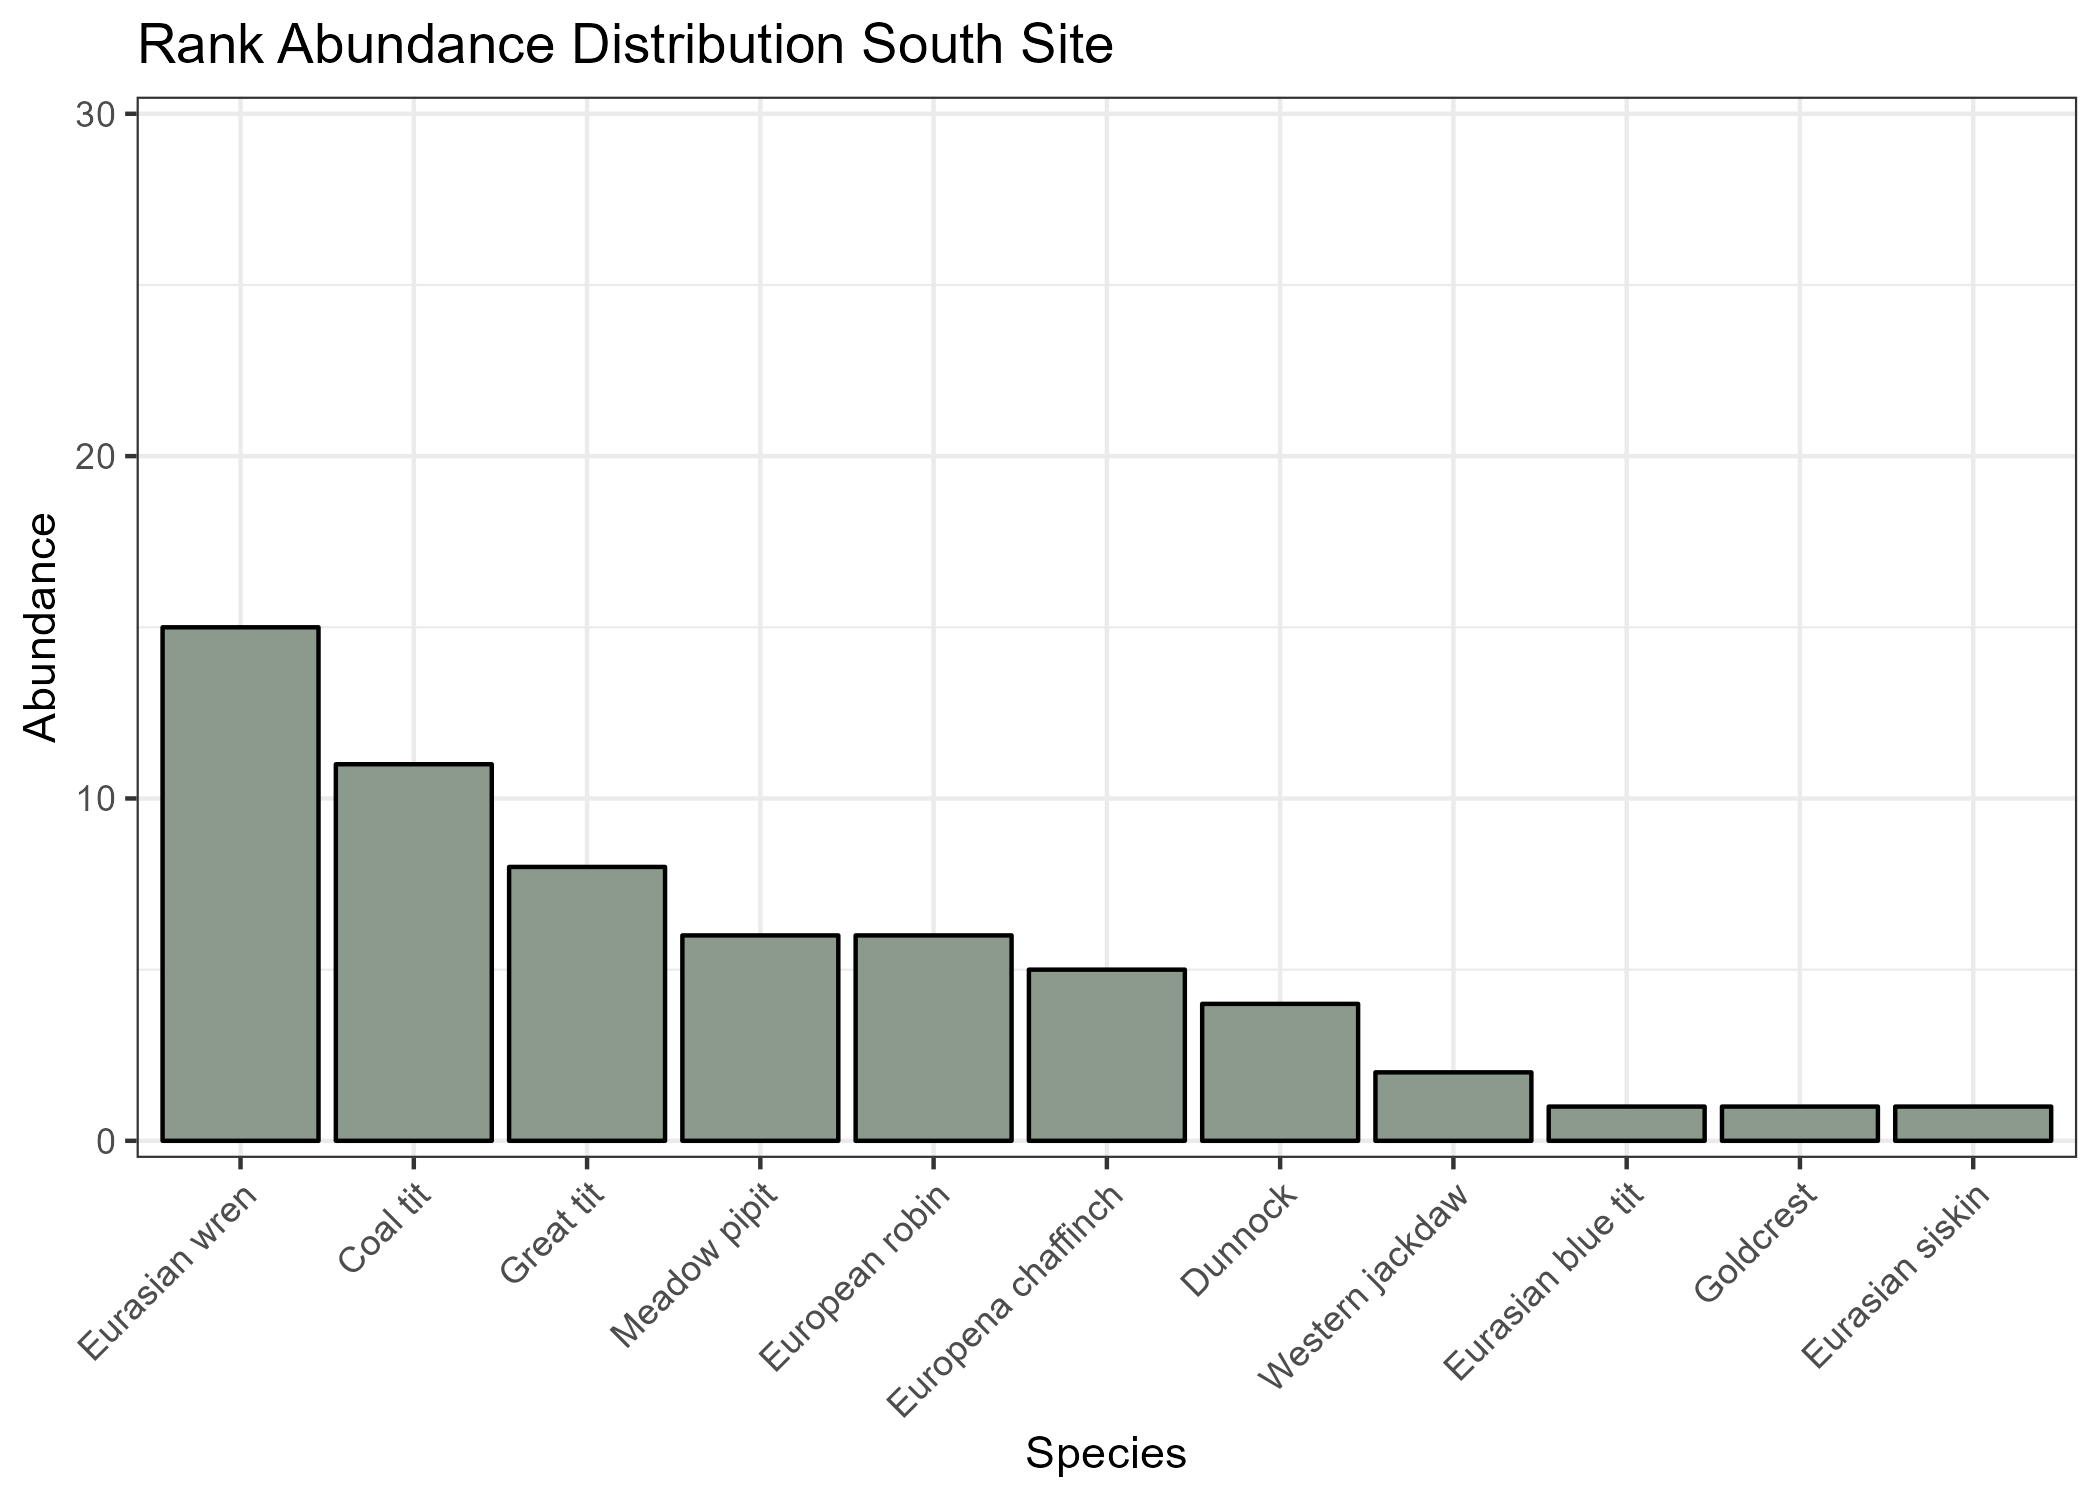 Rank Abundance Distribution South Site
30
20
10
0
Abundance
Eurasian wren
Coal tit
Great tit
Meadow pipit
European robin
Europena chaffinch
Dunnock
Western jackdaw
Eurasian blue tit
Goldcrest
Eurasian siskin
Species